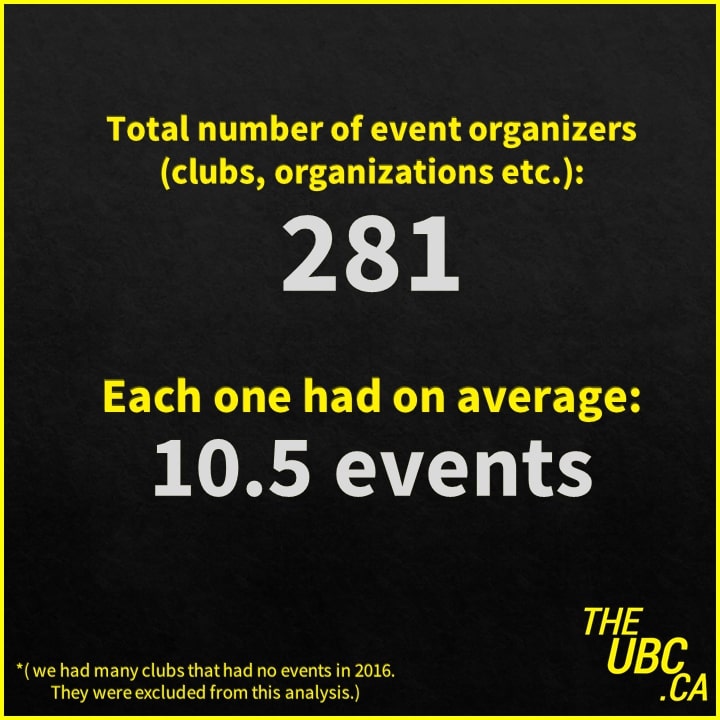 Total number of event organizers
(clubs, organizations etc.):
281
Each one had on average:
10.5 events
THE
UBC
.CA
*( we had many clubs that had no events in 2016.
They were excluded from this analysis.)